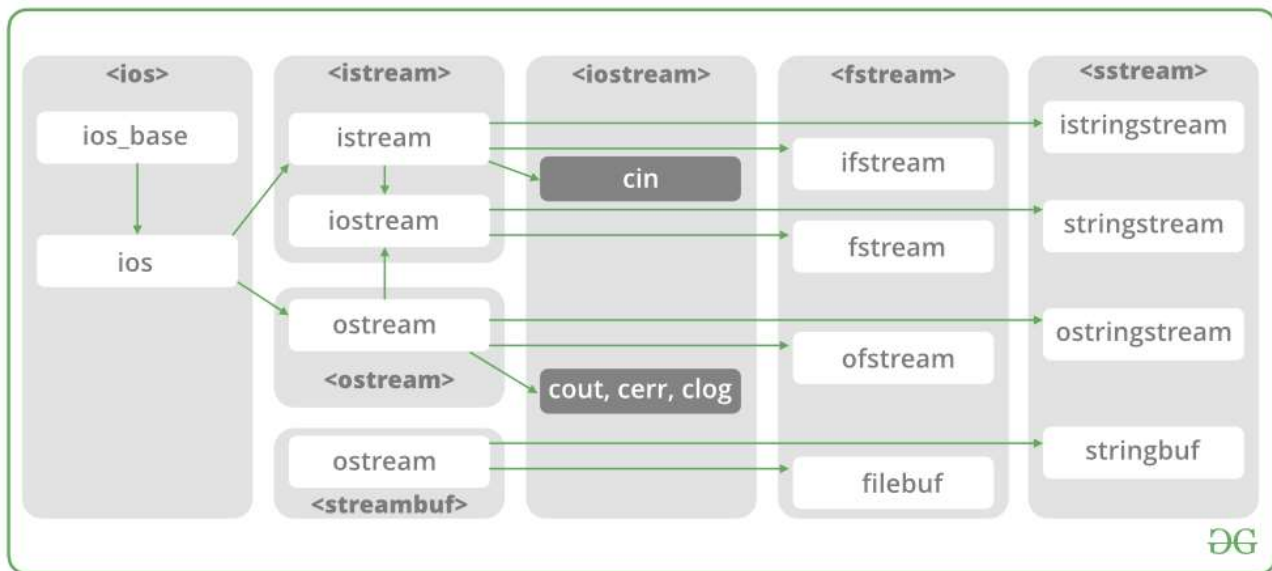 <ios>
ios_base
ios
<istream>
istream
iostream
ostream
<ostream>
ostream
<streambuf>
<iostream>
cin
cout, cerr, clog
<fstream>
ifstream
fstream
ofstream
filebuf
<sstream>
istringstream
stringstream
ostringstream
stringbuf